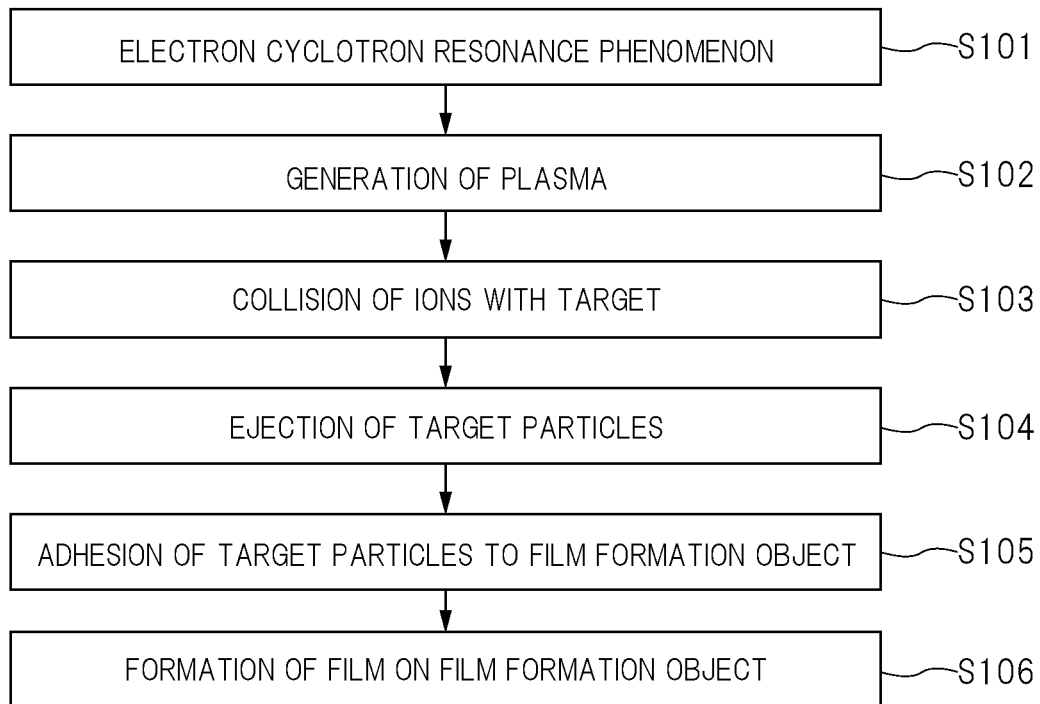 ELECTRON CYCLOTRON RESONANCE PHENOMENON S101
GENERATION OF PLASMA S102
COLLISION OF IONS WITH TARGET S103
EJECTION OF TARGET PARTICLES S104
ADHESION OF TARGET PARTICLES TO FILM FORMATION OBJECT S105
FORMATION OF FILM ON FILM FORMATION OBJECT S106